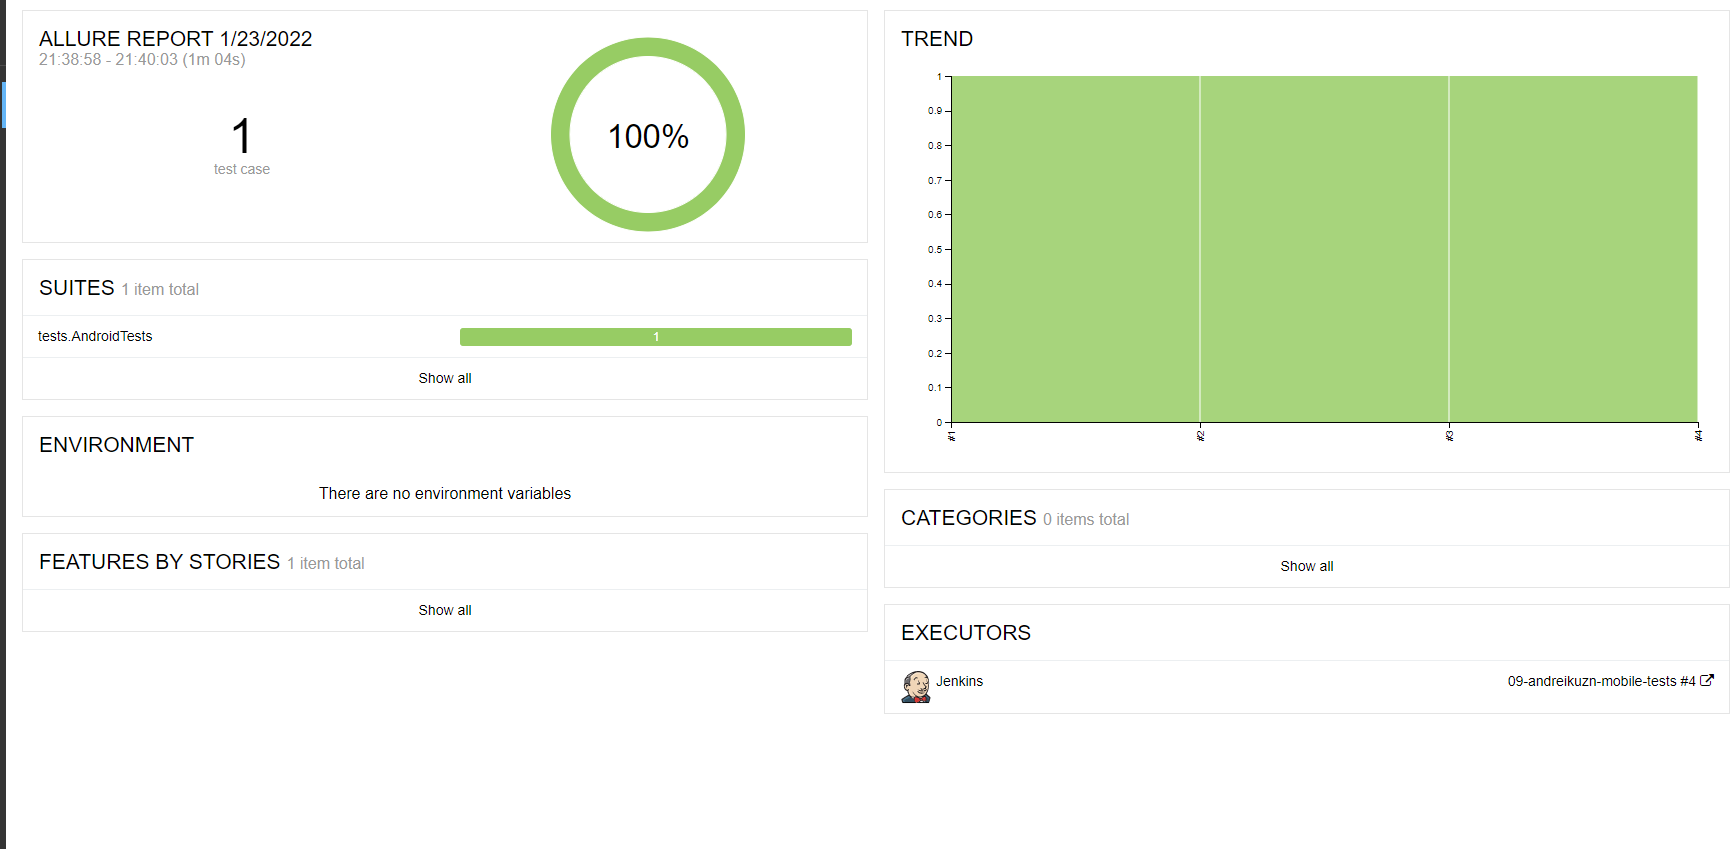 ALLURE REPORT 1/23/2022
21:38:58 - 21:40:03 (1m 04s)
1
test case
100%
SUITES 1 item total
tests.AndroidTests 1
Show all
ENVIRONMENT
There are no environment variables
FEATURES BY STORIES 1 item total
Show all
TREND
1
0.9
0.8
0.7
0.6
0.5
0.4
0.3
0.2
0.1
0
#1 #2 #3 #4
CATEGORIES 0 items total
Show all
EXECUTORS
Jenkins 09-andreikuzn-mobile-tests #4